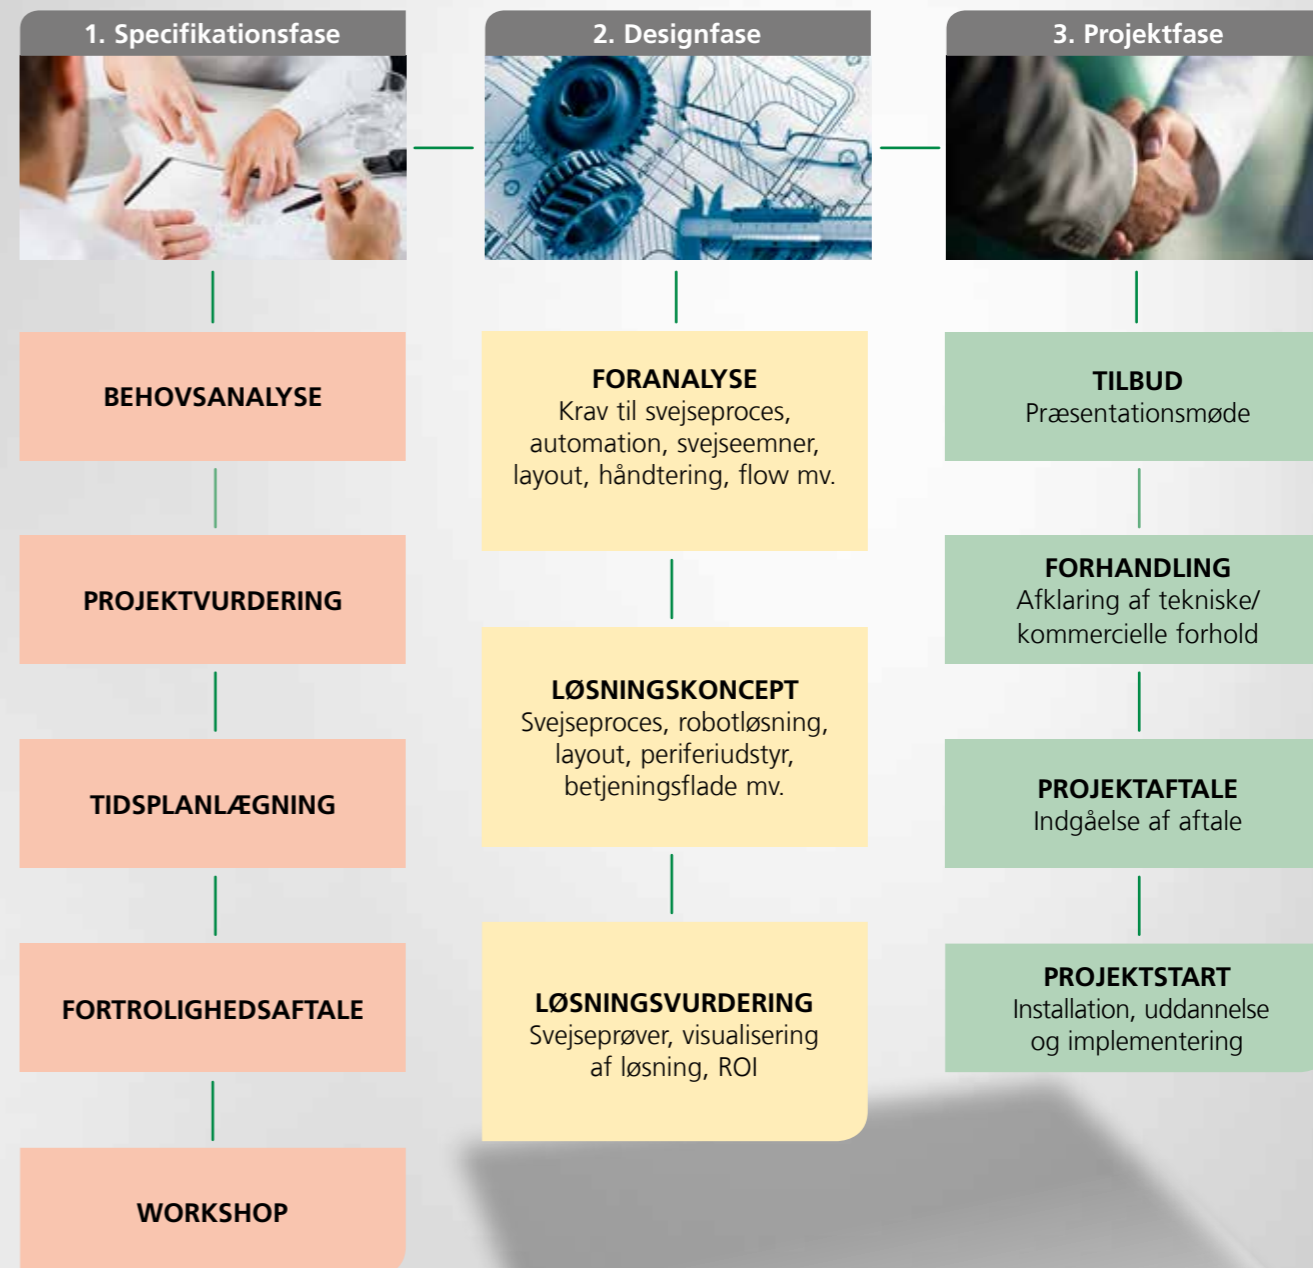 1. Specifikationsfase
BEHOVSANALYSE
PROJEKTVURDERING
TIDSPLANLÆGNING
FORTROLIGHEDSAFTALE
WORKSHOP
2. Designfase
FORANALYSE
Krav til svejseproces,
automation, svejseemner,
layout, håndtering, flow mv.
LØSNINGSKONCEPT
Svejseproces, robotløsning,
layout, periferiudstyr,
betjeningsflade mv.
LØSNINGSVURDERING
Svejseprøver, visualisering
af løsning, ROI
3. Projektfase
TILBUD
Præsentationsmøde
FORHANDLING
Afklaring af tekniske/
kommercielle forhold
PROJEKTAFTALE
Indgåelse af aftale
PROJEKTSTART
Installation, uddannelse
og implementering